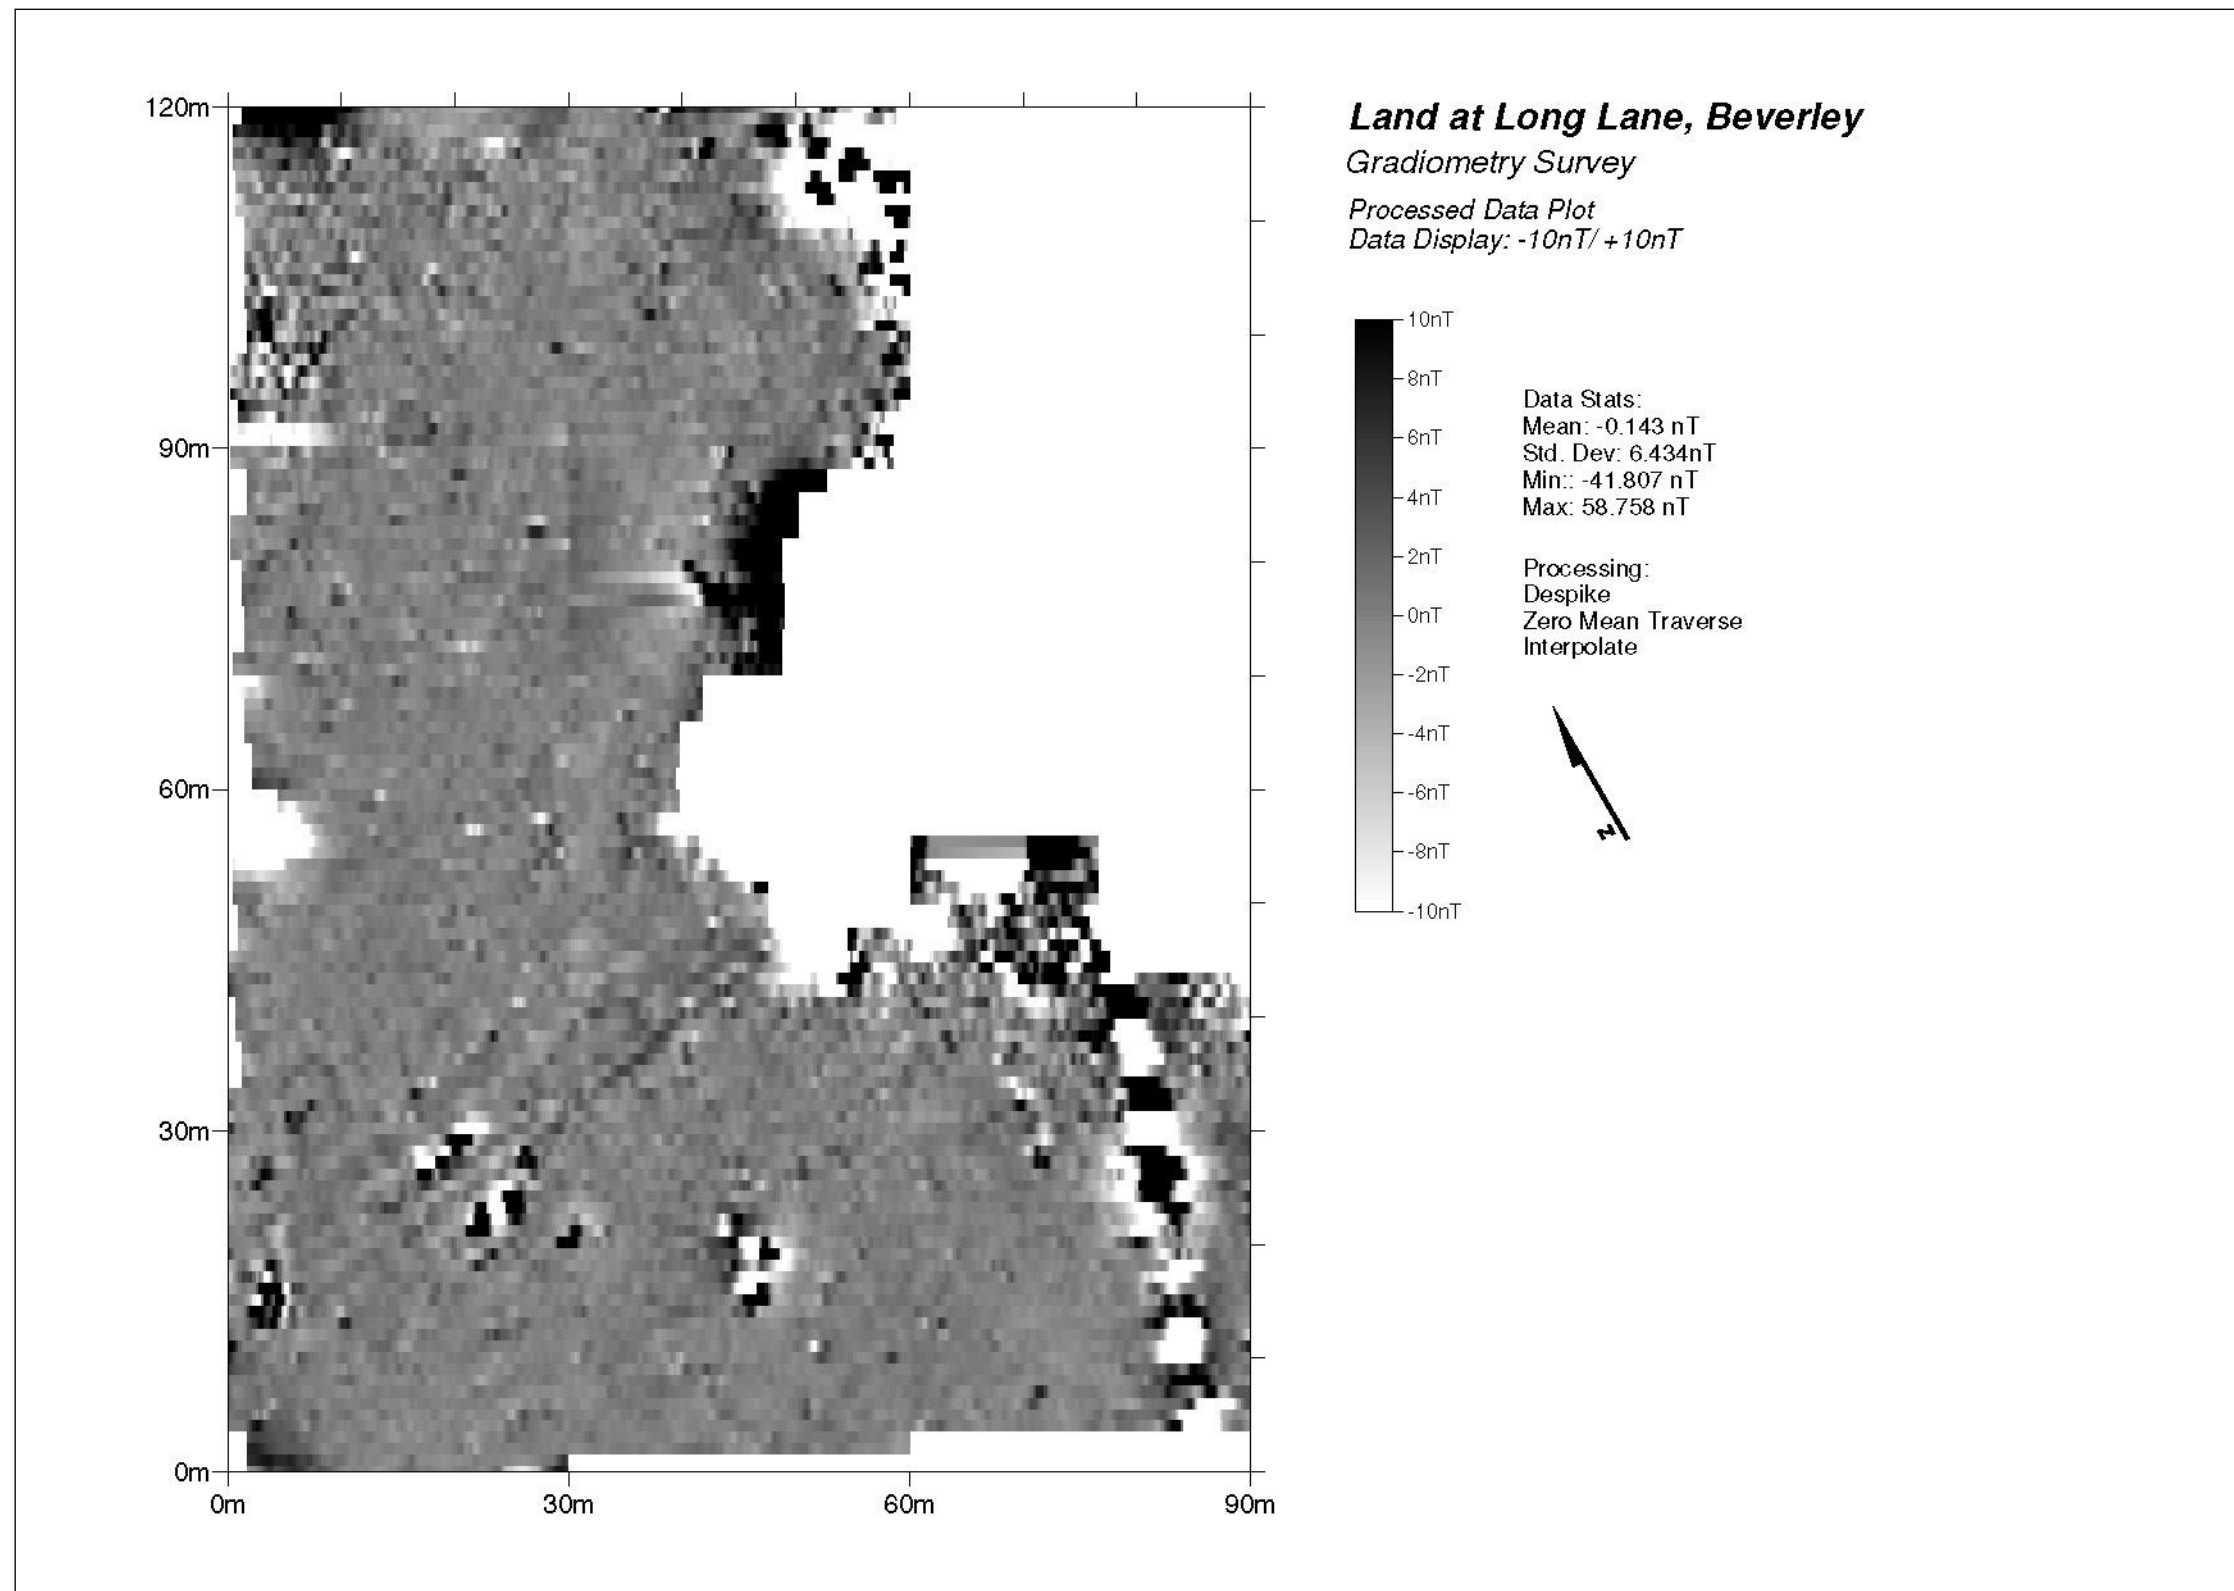 Land at Long Lane, Beverley
Gradiometry Survey
Processed Data Plot
Data Display: -10nT/ +10nT
10nT
8nT
6nT
4nT
2nT
0nT
-2nT
-4nT
-6nT
-8nT
-10nT
Data Stats:
Mean: -0.143 nT
Std. Dev: 6.434nT
Min:: -41.807 nT
Max: 58.758 nT
Processing:
Despike
Zero Mean Traverse
Interpolate
N
120m
90m
60m
30m
0m
0m 30m 60m 90m